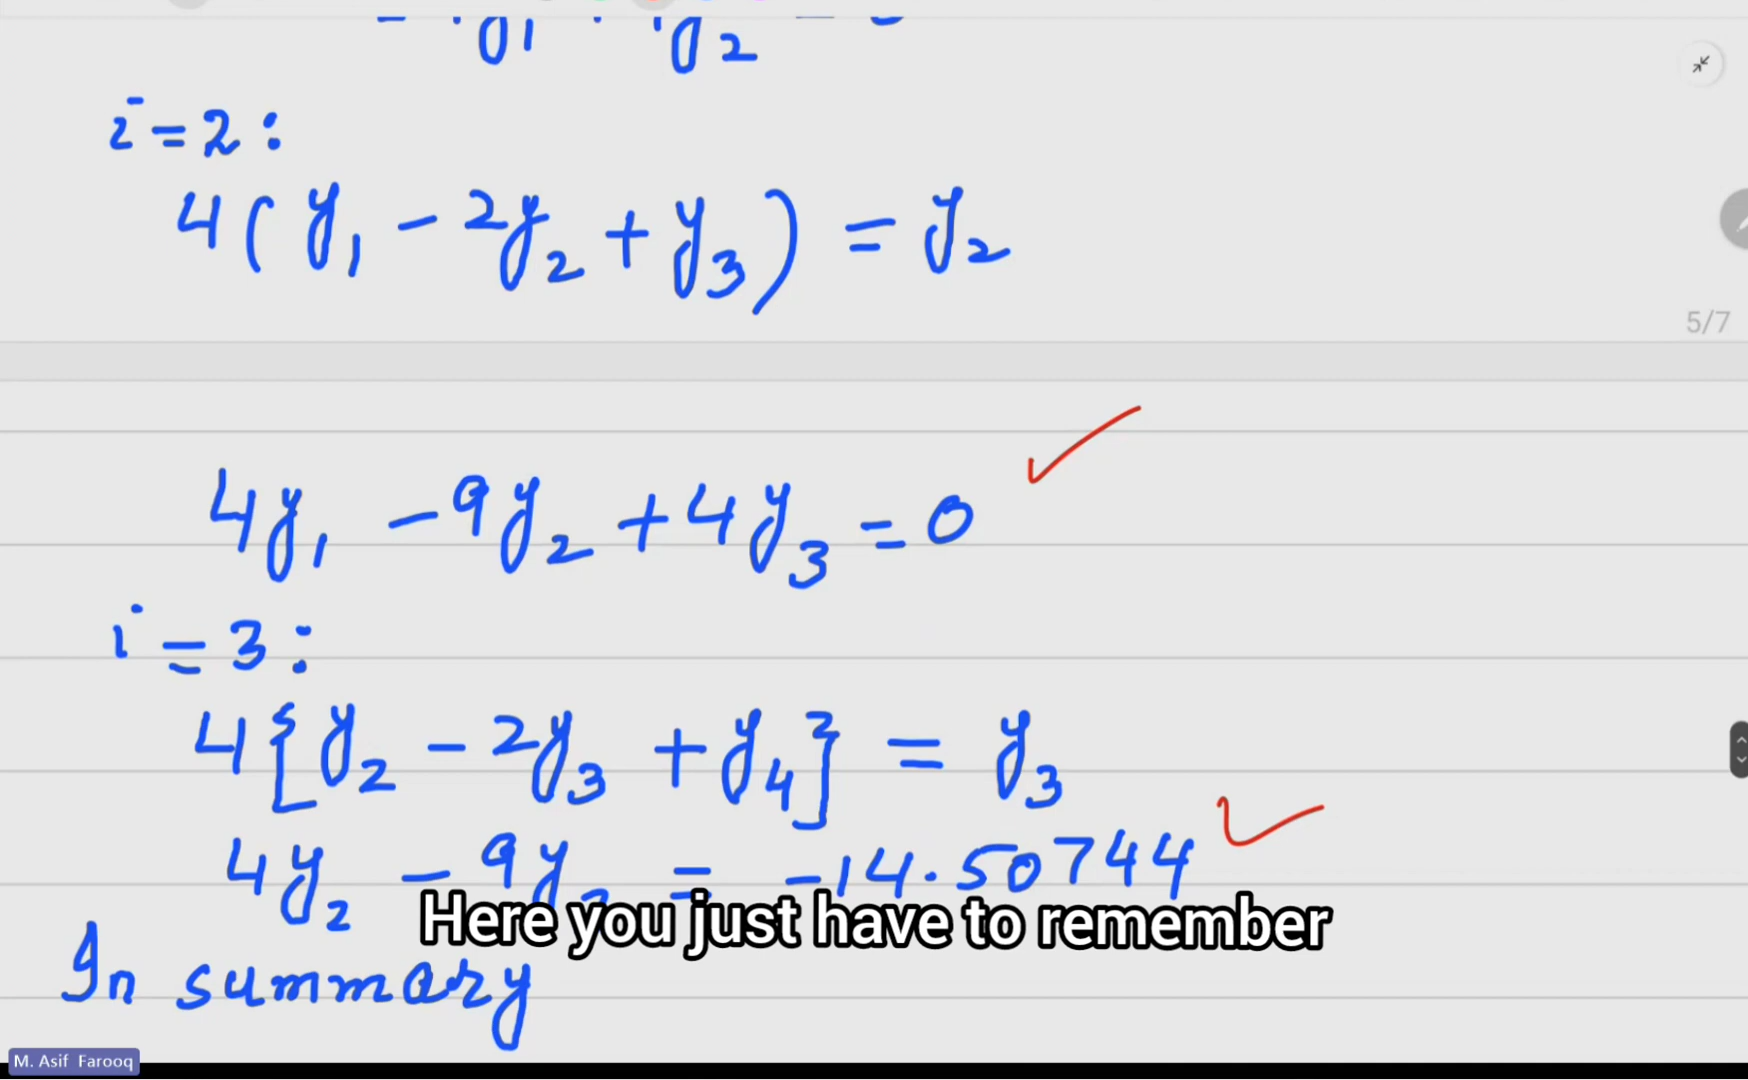 i=2:
4(y₁ - 2y₂ + y₃) = y₂
5/7
4y₁ - 9y₂ + 4y₃ = 0
i=3:
4[y₂ - 2y₃ + y₄] = y₃
4y₂ - 9y = -14.50744
Here you just have to remember
In summary
M. Asif Farooq